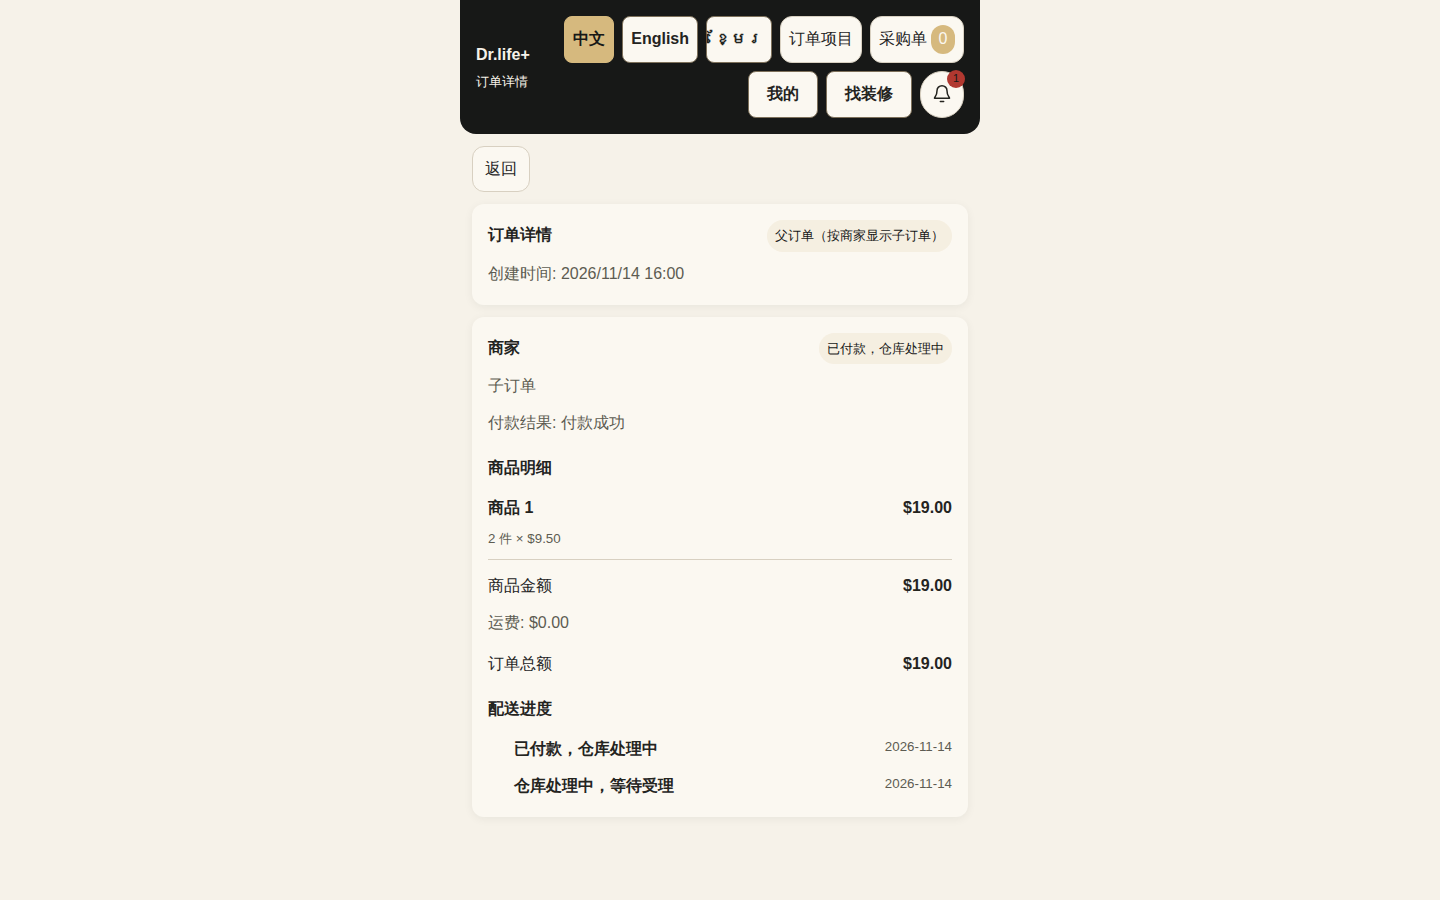 Dr.life+
订单详情
中文
English
ខ្មែរ
订单项目
采购单 0
我的
找装修
1
返回
订单详情
父订单（按商家显示子订单）
创建时间: 2026/11/14 16:00
商家
已付款，仓库处理中
子订单
付款结果: 付款成功
商品明细
商品 1 $19.00
2 件 × $9.50
商品金额 $19.00
运费: $0.00
订单总额 $19.00
配送进度
已付款，仓库处理中 2026-11-14
仓库处理中，等待受理 2026-11-14